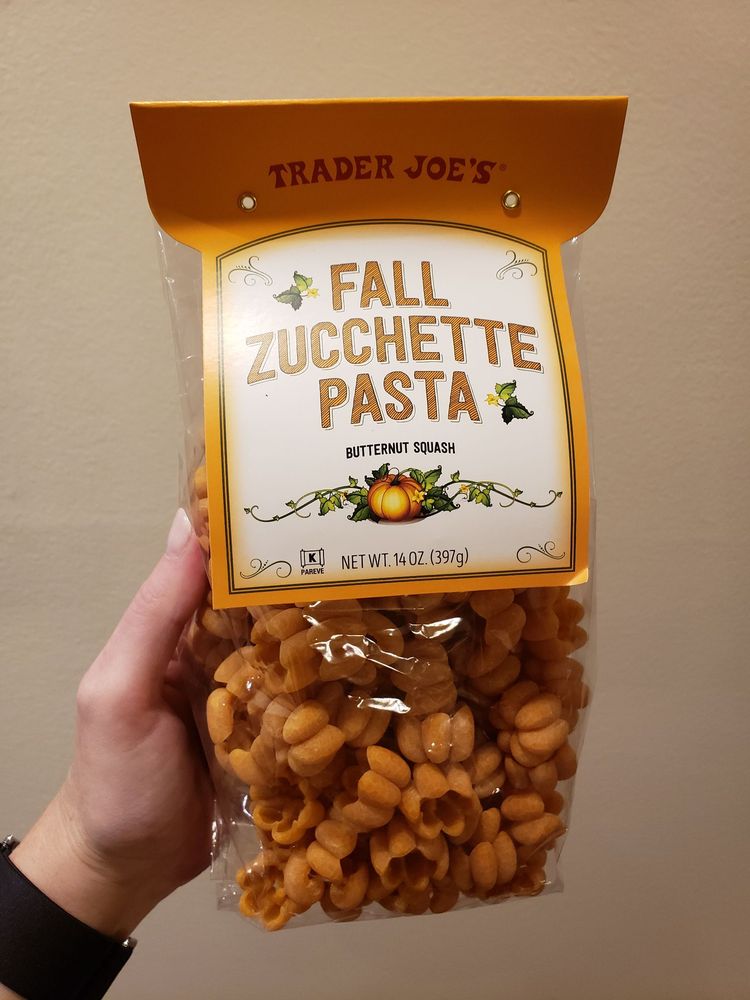 TRADER JOE'S®
FALL
ZUCCHETTE
PASTA
BUTTERNUT SQUASH
K
PAREVE
NET WT. 14 OZ. (397g)